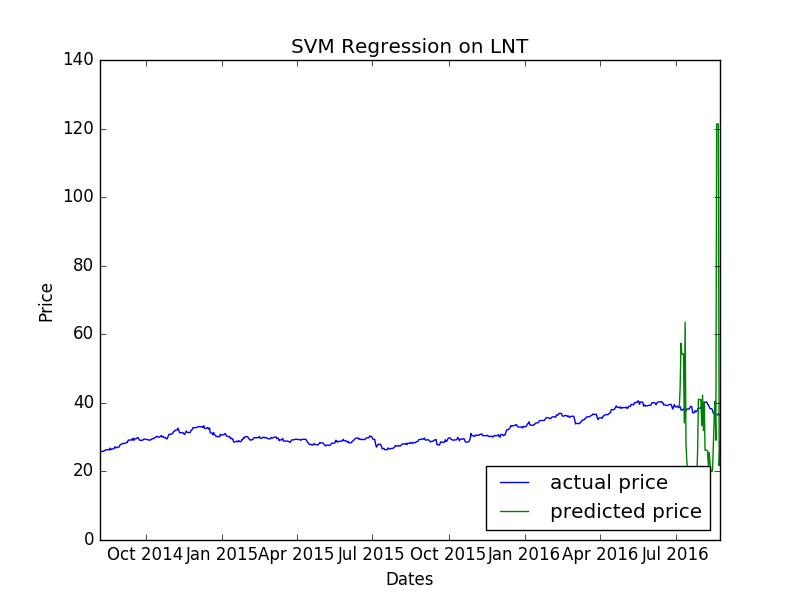 SVM Regression on LNT
140
120
100
80
60
40
20
0
Price
actual price
predicted price
Oct 2014 Jan 2015 Apr 2015 Jul 2015 Oct 2015 Jan 2016 Apr 2016 Jul 2016
Dates